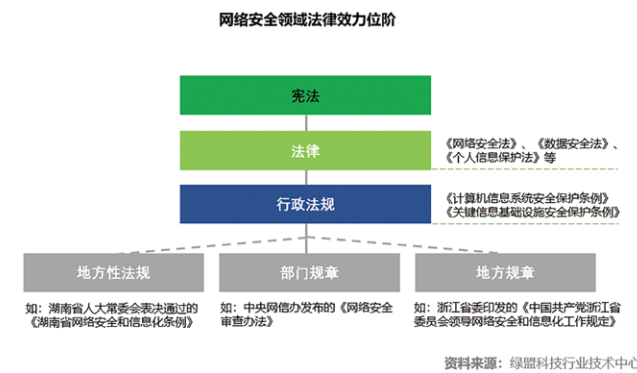 网络安全领域法律效力位阶
宪法
法律
《网络安全法》、《数据安全法》、
《个人信息保护法》等
行政法规
《计算机信息系统安全保护条例》
《关键信息基础设施安全保护条例》
地方性法规
部门规章
地方规章
如：湖南省人大常委会表决通过的
《湖南省网络安全和信息化条例》
如：中央网信办发布的《网络安全
审查办法》
如：浙江省委印发的《中国共产党浙江省
委员会领导网络安全和信息化工作规定》
资料来源：绿盟科技行业技术中心